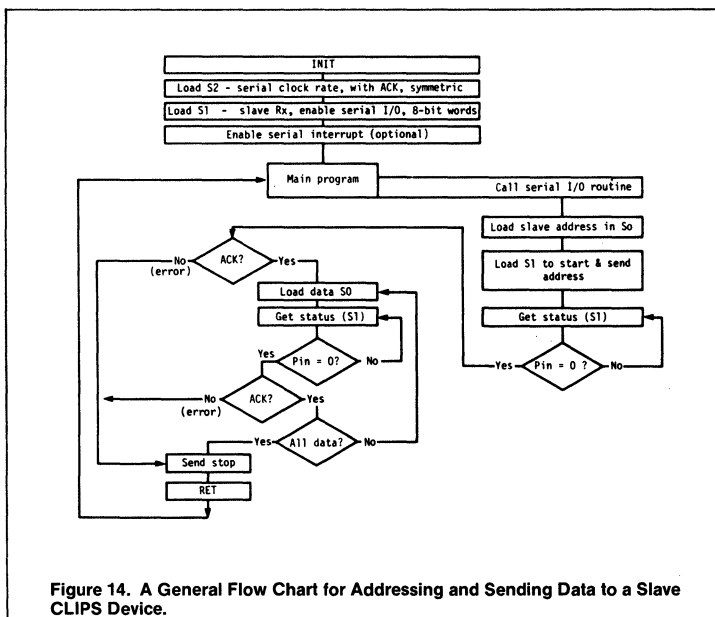 INIT
Load S2 - serial clock rate, with ACK, symmetric
Load S1 - slave Rx, enable serial I/O, 8-bit words
Enable serial interrupt (optional)
Main program
Call serial I/O routine
Load slave address in So
Load S1 to start & send
address
Get status (S1)
Pin = 0 ?
Yes
No
ACK?
No
(error)
Yes
Load data S0
Get status (S1)
Pin = 0?
Yes
No
ACK?
No
(error)
Yes
All data?
Yes
No
Send stop
RET
Figure 14. A General Flow Chart for Addressing and Sending Data to a Slave
CLIPS Device.